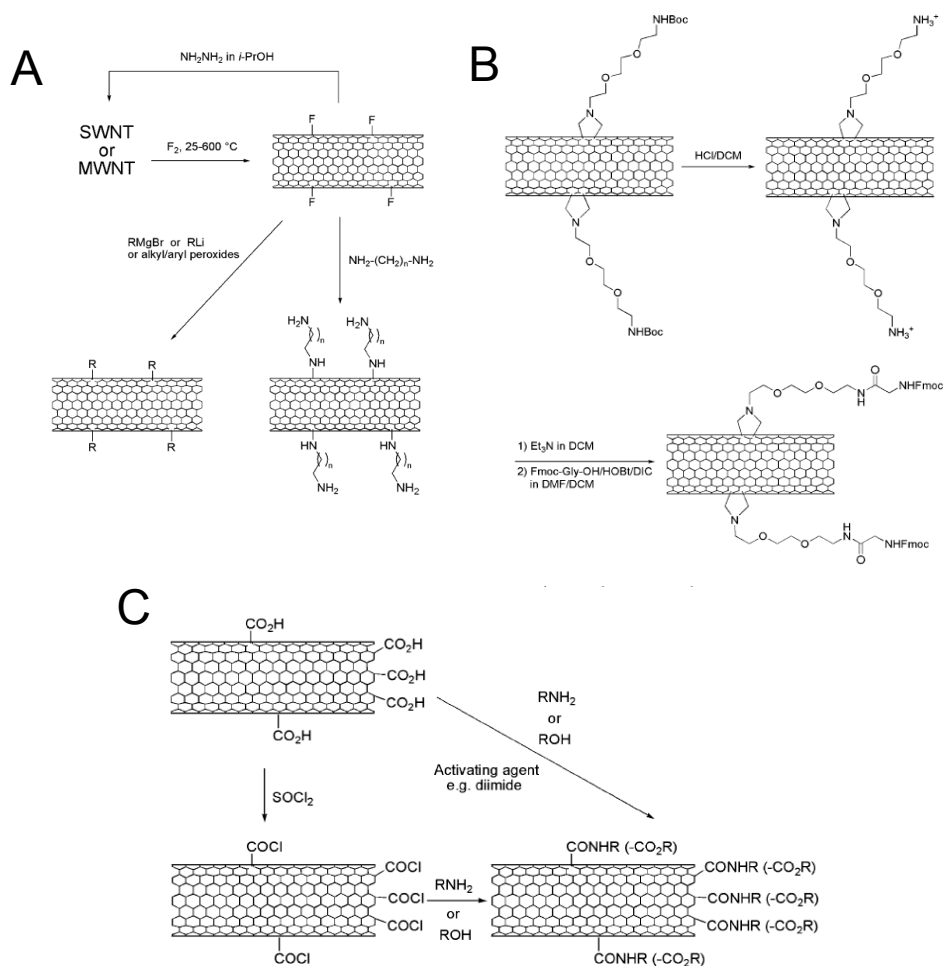 A
NH2NH2 in i-PrOH
SWNT
or
MWNT
F2, 25-600 °C
F
F
F
F
RMgBr or RLi
or alkyl/aryl peroxides
NH2-(CH2)n-NH2
R
R
R
R
H2N
H2N
)n
)n
NH
NH
HN
HN
)n
)n
NH2
NH2
B
NHBoc
O
O
N
N
O
O
NHBoc
HCl/DCM
NH3+
O
O
N
N
O
O
NH3+
1) Et3N in DCM
2) Fmoc-Gly-OH/HOBt/DIC
in DMF/DCM
O
N
O
O
N
H
NHFmoc
N
O
O
H
N
O
NHFmoc
C
CO2H
CO2H
CO2H
CO2H
CO2H
SOCl2
RNH2
or
ROH
Activating agent
e.g. diimide
COCl
COCl
COCl
COCl
COCl
RNH2
or
ROH
CONHR (-CO2R)
CONHR (-CO2R)
CONHR (-CO2R)
CONHR (-CO2R)
CONHR (-CO2R)